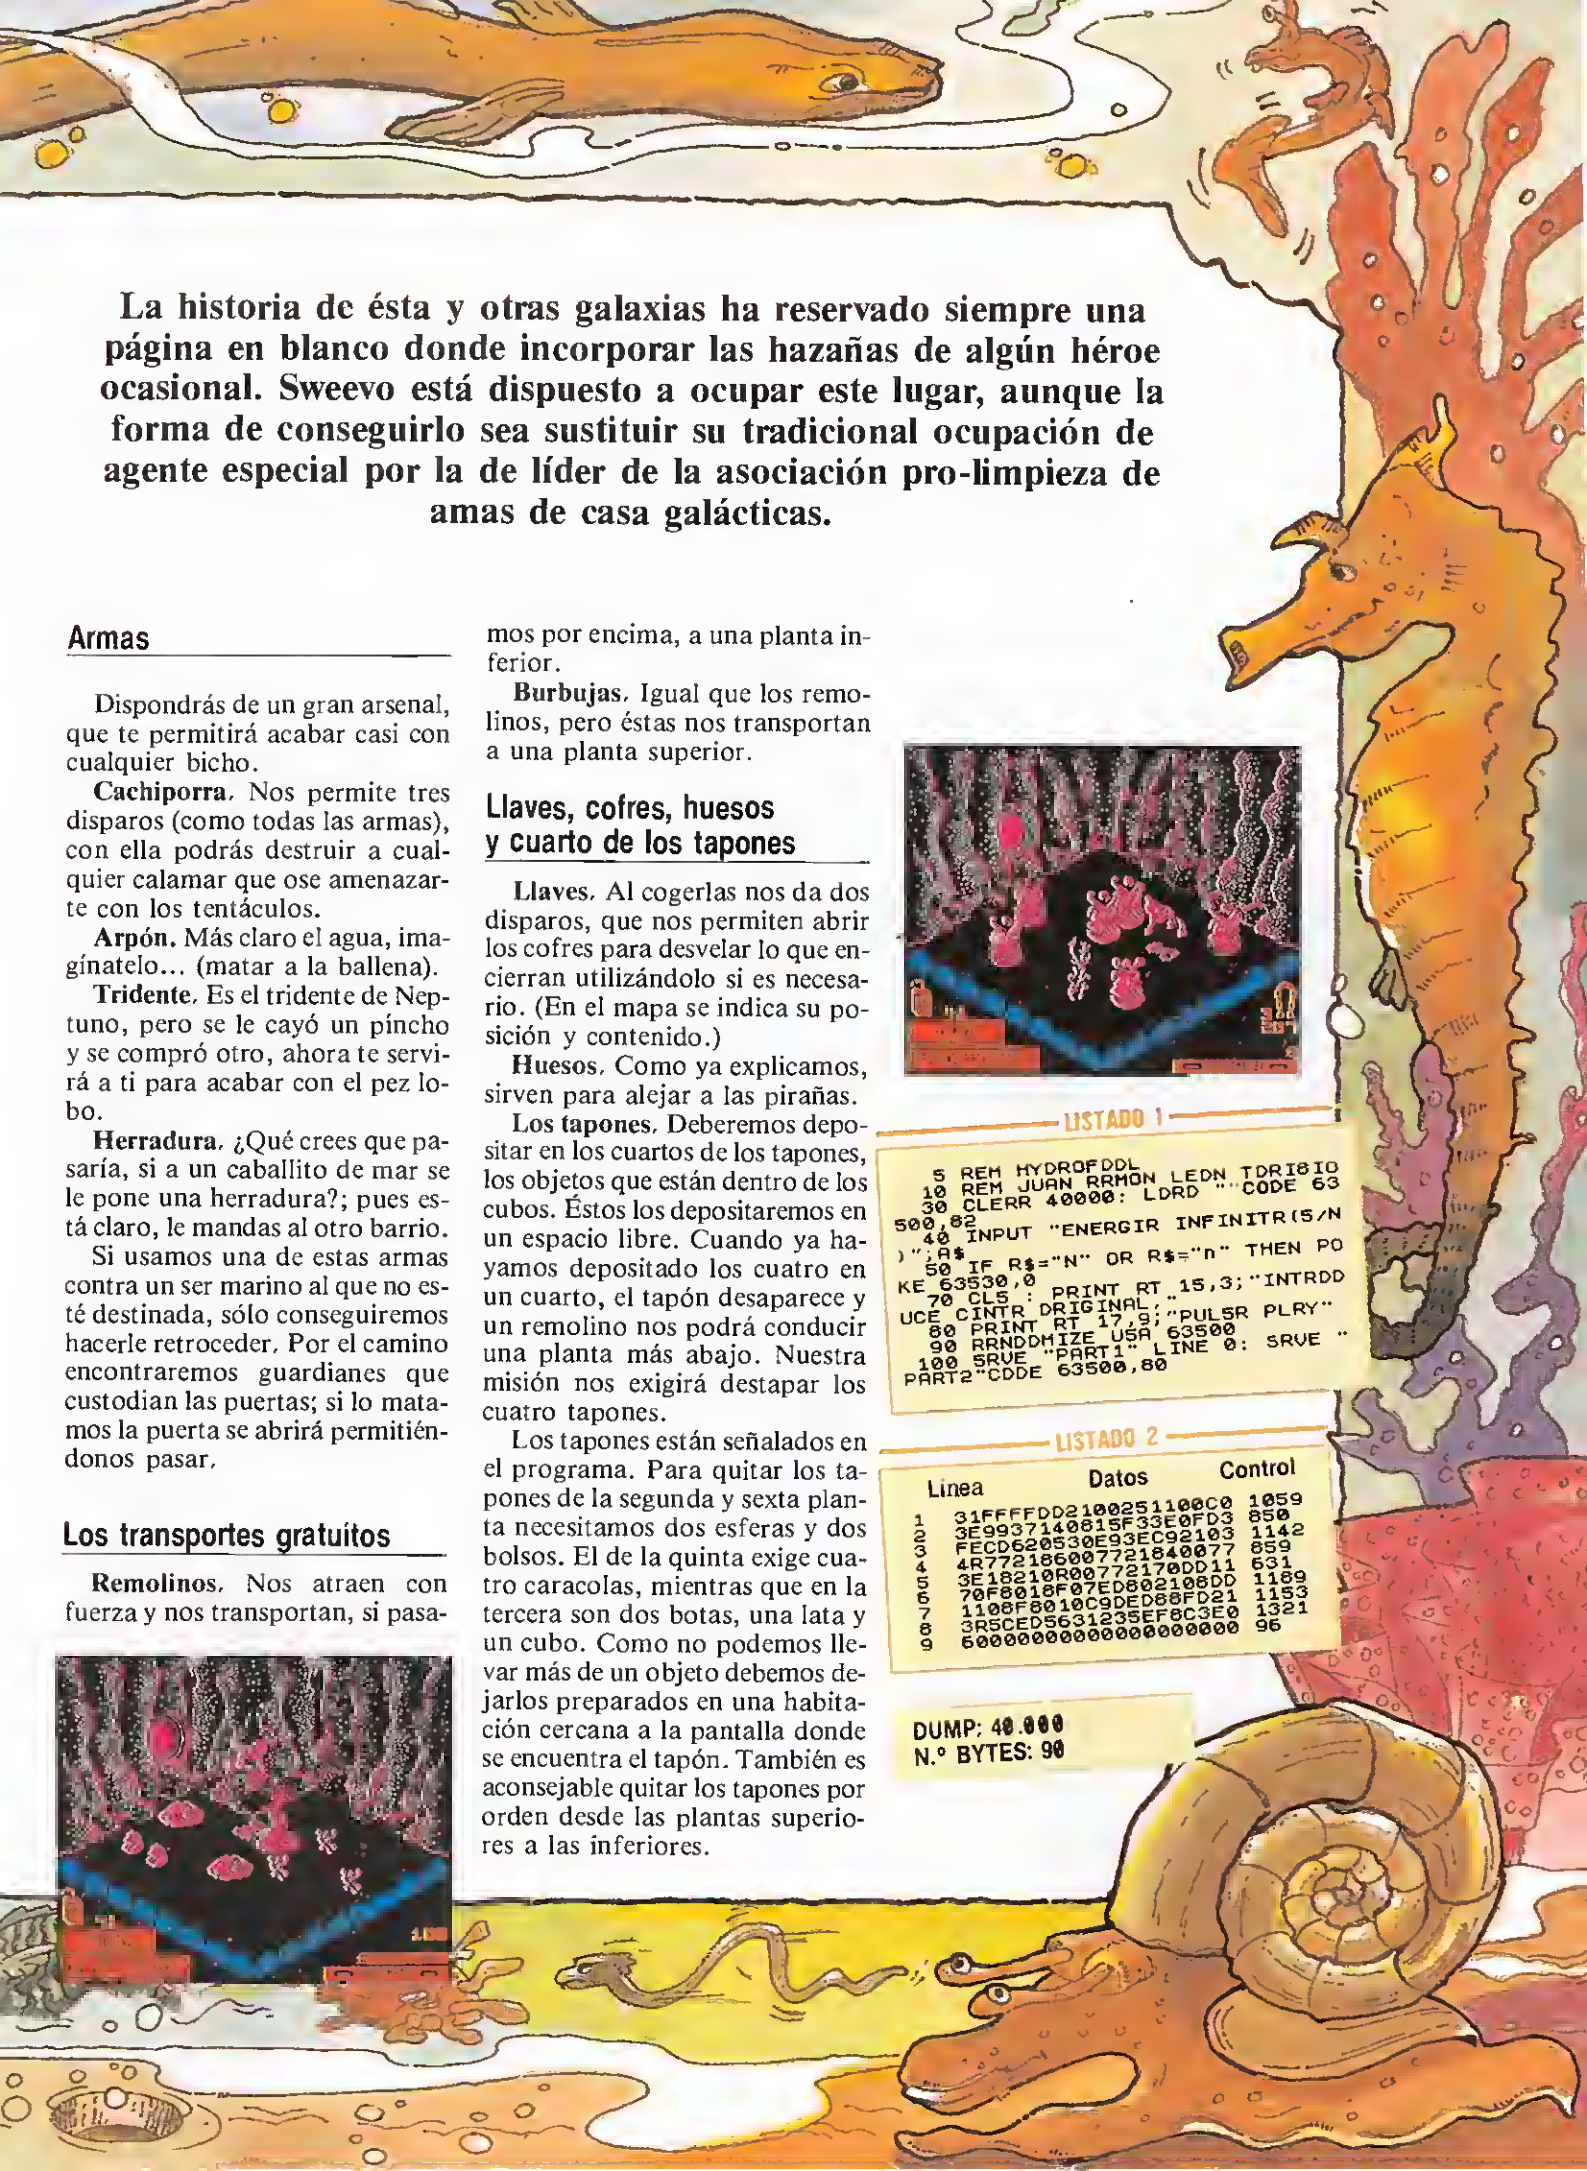 La historia de ésta y otras galaxias ha reservado siempre una
página en blanco donde incorporar las hazañas de algún héroe
ocasional. Sweevo está dispuesto a ocupar este lugar, aunque la
forma de conseguirlo sea sustituir su tradicional ocupación de
agente especial por la de líder de la asociación pro-limpieza de
amas de casa galácticas.
Armas
Dispondrás de un gran arsenal,
que te permitirá acabar casi con
cualquier bicho.
Cachiporra. Nos permite tres
disparos (como todas las armas),
con ella podrás destruir a cual-
quier calamar que ose amenazar-
te con los tentáculos.
Arpón. Más claro el agua, ima-
gínatelo... (matar a la ballena).
Tridente. Es el tridente de Nep-
tuno, pero se le cayó un pincho
y se compró otro, ahora te servi-
rá a ti para acabar con el pez lo-
bo.
Herradura. ¿Qué crees que pa-
saría, si a un caballito de mar se
le pone una herradura?; pues es-
tá claro, le mandas al otro barrio.
Si usamos una de estas armas
contra un ser marino al que no es-
té destinada, sólo conseguiremos
hacerle retroceder. Por el camino
encontraremos guardianes que
custodian las puertas; si lo mata-
mos la puerta se abrirá permitién-
donos pasar.
Los transportes gratuítos
Remolinos. Nos atraen con
fuerza y nos transportan, si pasa-
mos por encima, a una planta in-
ferior.
Burbujas. Igual que los remo-
linos, pero éstas nos transportan
a una planta superior.
Llaves, cofres, huesos
y cuarto de los tapones
Llaves. Al cogerlas nos da dos
disparos, que nos permiten abrir
los cofres para desvelar lo que en-
cierran utilizándolo si es necesa-
rio. (En el mapa se indica su po-
sición y contenido.)
Huesos. Como ya explicamos,
sirven para alejar a las pirañas.
Los tapones. Deberemos depo-
sitar en los cuartos de los tapones,
los objetos que están dentro de los
cubos. Éstos los depositaremos en
un espacio libre. Cuando ya ha-
yamos depositado los cuatro en
un cuarto, el tapón desaparece y
un remolino nos podrá conducir
una planta más abajo. Nuestra
misión nos exigirá destapar los
cuatro tapones.
Los tapones están señalados en
el programa. Para quitar los ta-
pones de la segunda y sexta plan-
ta necesitamos dos esferas y dos
bolsos. El de la quinta exige cua-
tro caracolas, mientras que en la
tercera son dos botas, una lata y
un cubo. Como no podemos lle-
var más de un objeto debemos de-
jarlos preparados en una habita-
ción cercana a la pantalla donde
se encuentra el tapón. También es
aconsejable quitar los tapones por
orden desde las plantas superio-
res a las inferiores.
LISTADO 1
5 REM HYDROFOOL
10 REM JUAN RAMON LEON TORIBIO
30 CLEAR 40000: LOAD ""CODE 63
500,82
40 INPUT "ENERGIA INFINITA(S/N
)";A$
50 IF A$="N" OR A$="n" THEN PO
KE 63530,0
70 CLS : PRINT AT 15,3;"INTROD
UCE CINTA ORIGINAL:
80 PRINT AT 17,9;"PULSA PLAY"
90 RANDOMIZE USR 63500
100 SAVE "PART1" LINE 0: SAVE "
PART2"CODE 63500,80
LISTADO 2
Linea Datos Control
1 31FFFFDD2100251100C0 1059
2 3E9937140815F33E0FD3 850
3 FECD620530E93EC92103 1142
4 4A772186007721840077 859
5 3E18210A00772170DD11 631
6 70F8018F07ED802108DD 1189
7 1108F8010C9DED88FD21 1153
8 3A5CED5631235EF8C3E0 1321
9 60000000000000000000 96
DUMP: 40.000
N.º BYTES: 90